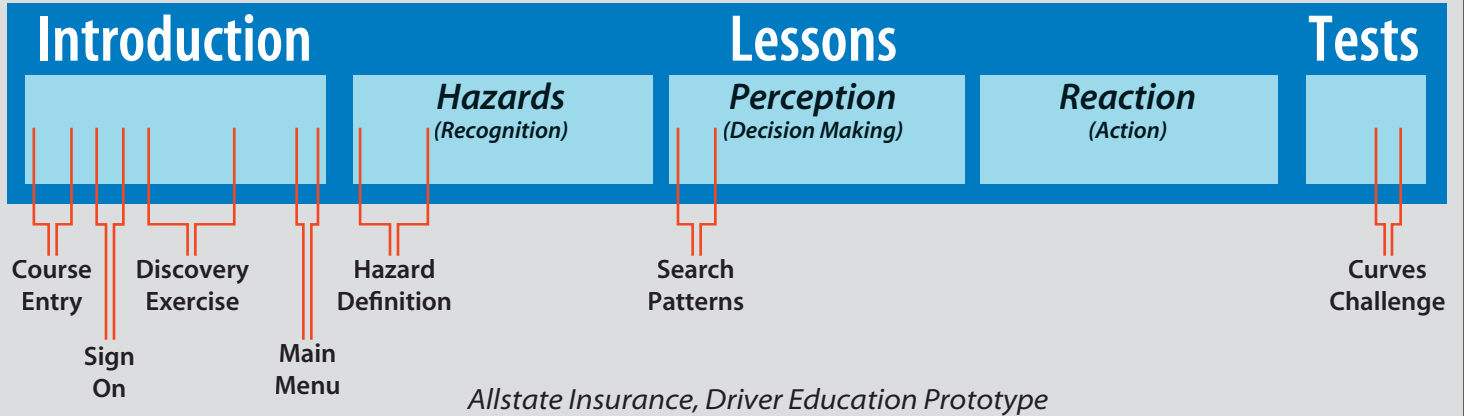 Introduction
Lessons
Tests
Hazards
(Recognition)
Perception
(Decision Making)
Reaction
(Action)
Course
Entry
Sign
On
Discovery
Exercise
Main
Menu
Hazard
Definition
Search
Patterns
Curves
Challenge
Allstate Insurance, Driver Education Prototype